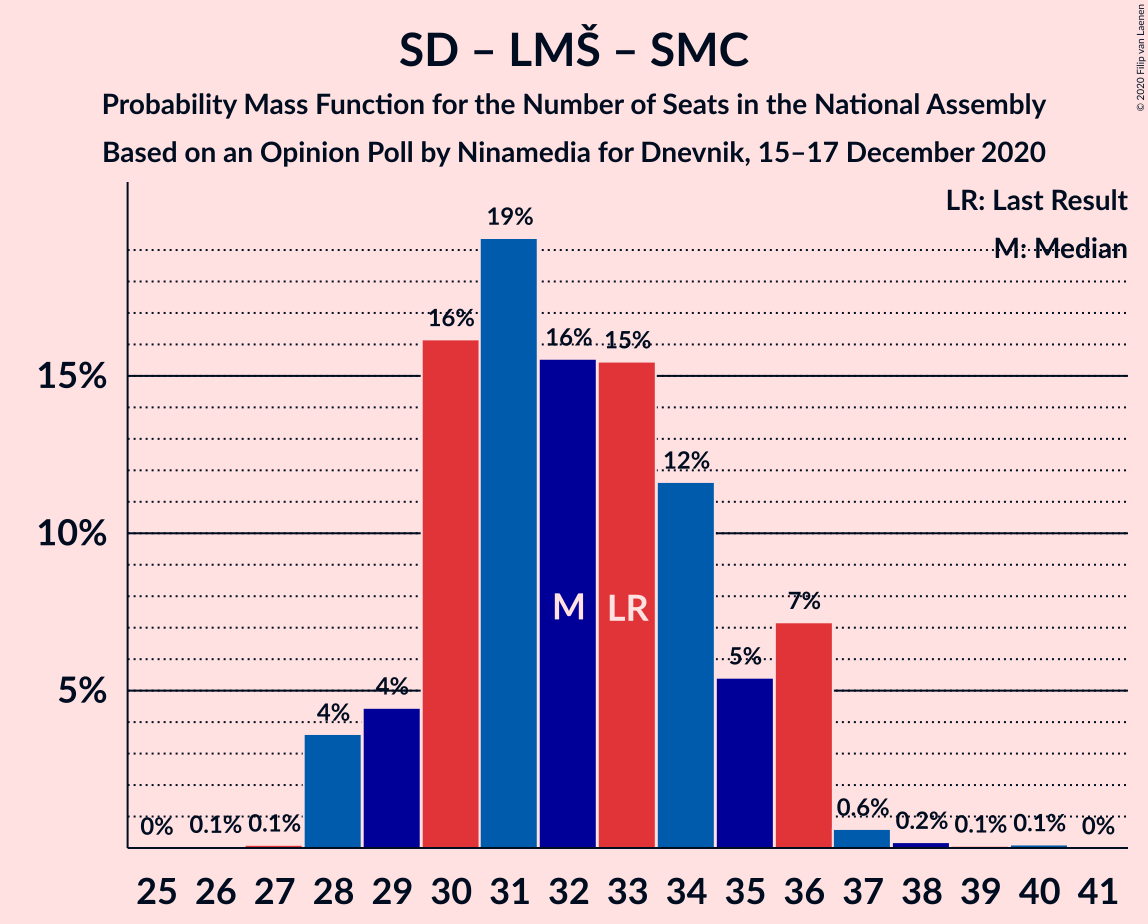 SD – LMŠ – SMC
Probability Mass Function for the Number of Seats in the National Assembly
Based on an Opinion Poll by Ninamedia for Dnevnik, 15–17 December 2020
© 2020 Filip van Laenen
LR: Last Result
M: Median
15%
10%
5%
0% 0.1% 0.1% 4% 4% 16% 19% 16% 15% 12% 5% 7% 0.6% 0.2% 0.1% 0.1% 0%
M LR
25 26 27 28 29 30 31 32 33 34 35 36 37 38 39 40 41